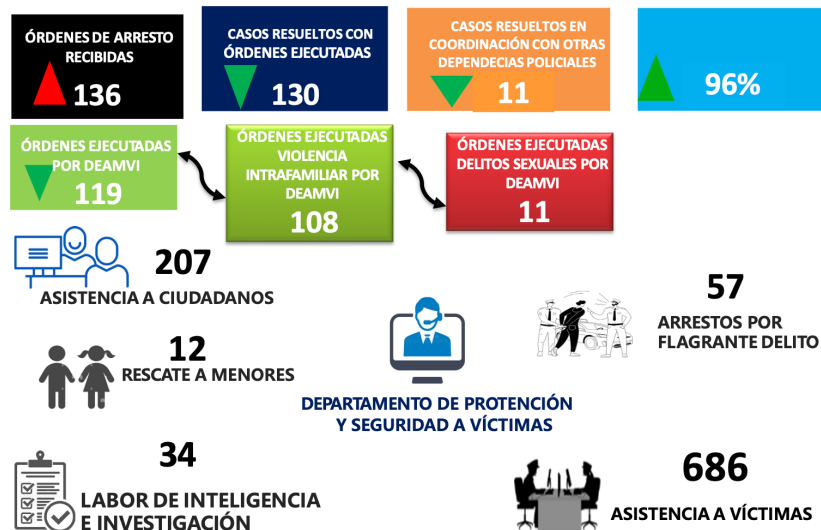 ÓRDENES DE ARRESTO
RECIBIDAS
136
CASOS RESUELTOS CON
ÓRDENES EJECUTADAS
130
CASOS RESUELTOS EN
COORDINACIÓN CON OTRAS
DEPENDECIAS POLICIALES
11
96%
ÓRDENES EJECUTADAS
POR DEAMVI
119
ÓRDENES EJECUTADAS
VIOLENCIA
INTRAFAMILIAR POR
DEAMVI
108
ÓRDENES EJECUTADAS
DELITOS SEXUALES POR
DEAMVI
11
207
ASISTENCIA A CIUDADANOS
57
ARRESTOS POR
FLAGRANTE DELITO
12
RESCATE A MENORES
DEPARTAMENTO DE PROTENCIÓN
Y SEGURIDAD A VÍCTIMAS
34
LABOR DE INTELIGENCIA
E INVESTIGACIÓN
686
ASISTENCIA A VÍCTIMAS